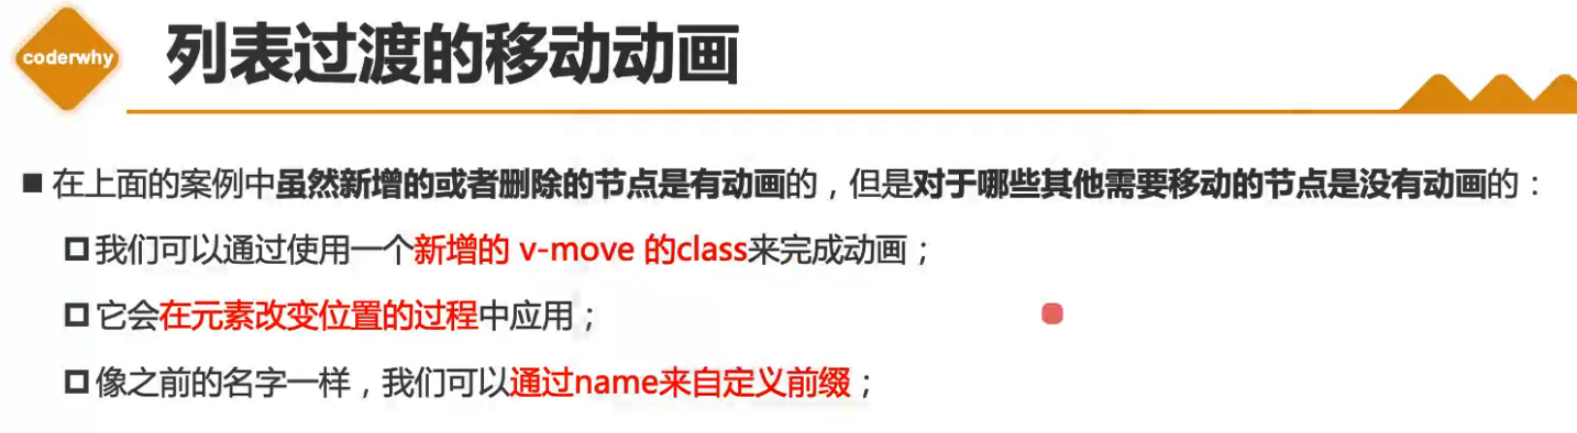 coderwhy
列表过渡的移动动画
在上面的案例中虽然新增的或者删除的节点是有动画的，但是对于哪些其他需要移动的节点是没有动画的：
我们可以通过使用一个新增的 v-move 的class来完成动画；
它会在元素改变位置的过程中应用；
像之前的名字一样，我们可以通过name来自定义前缀；